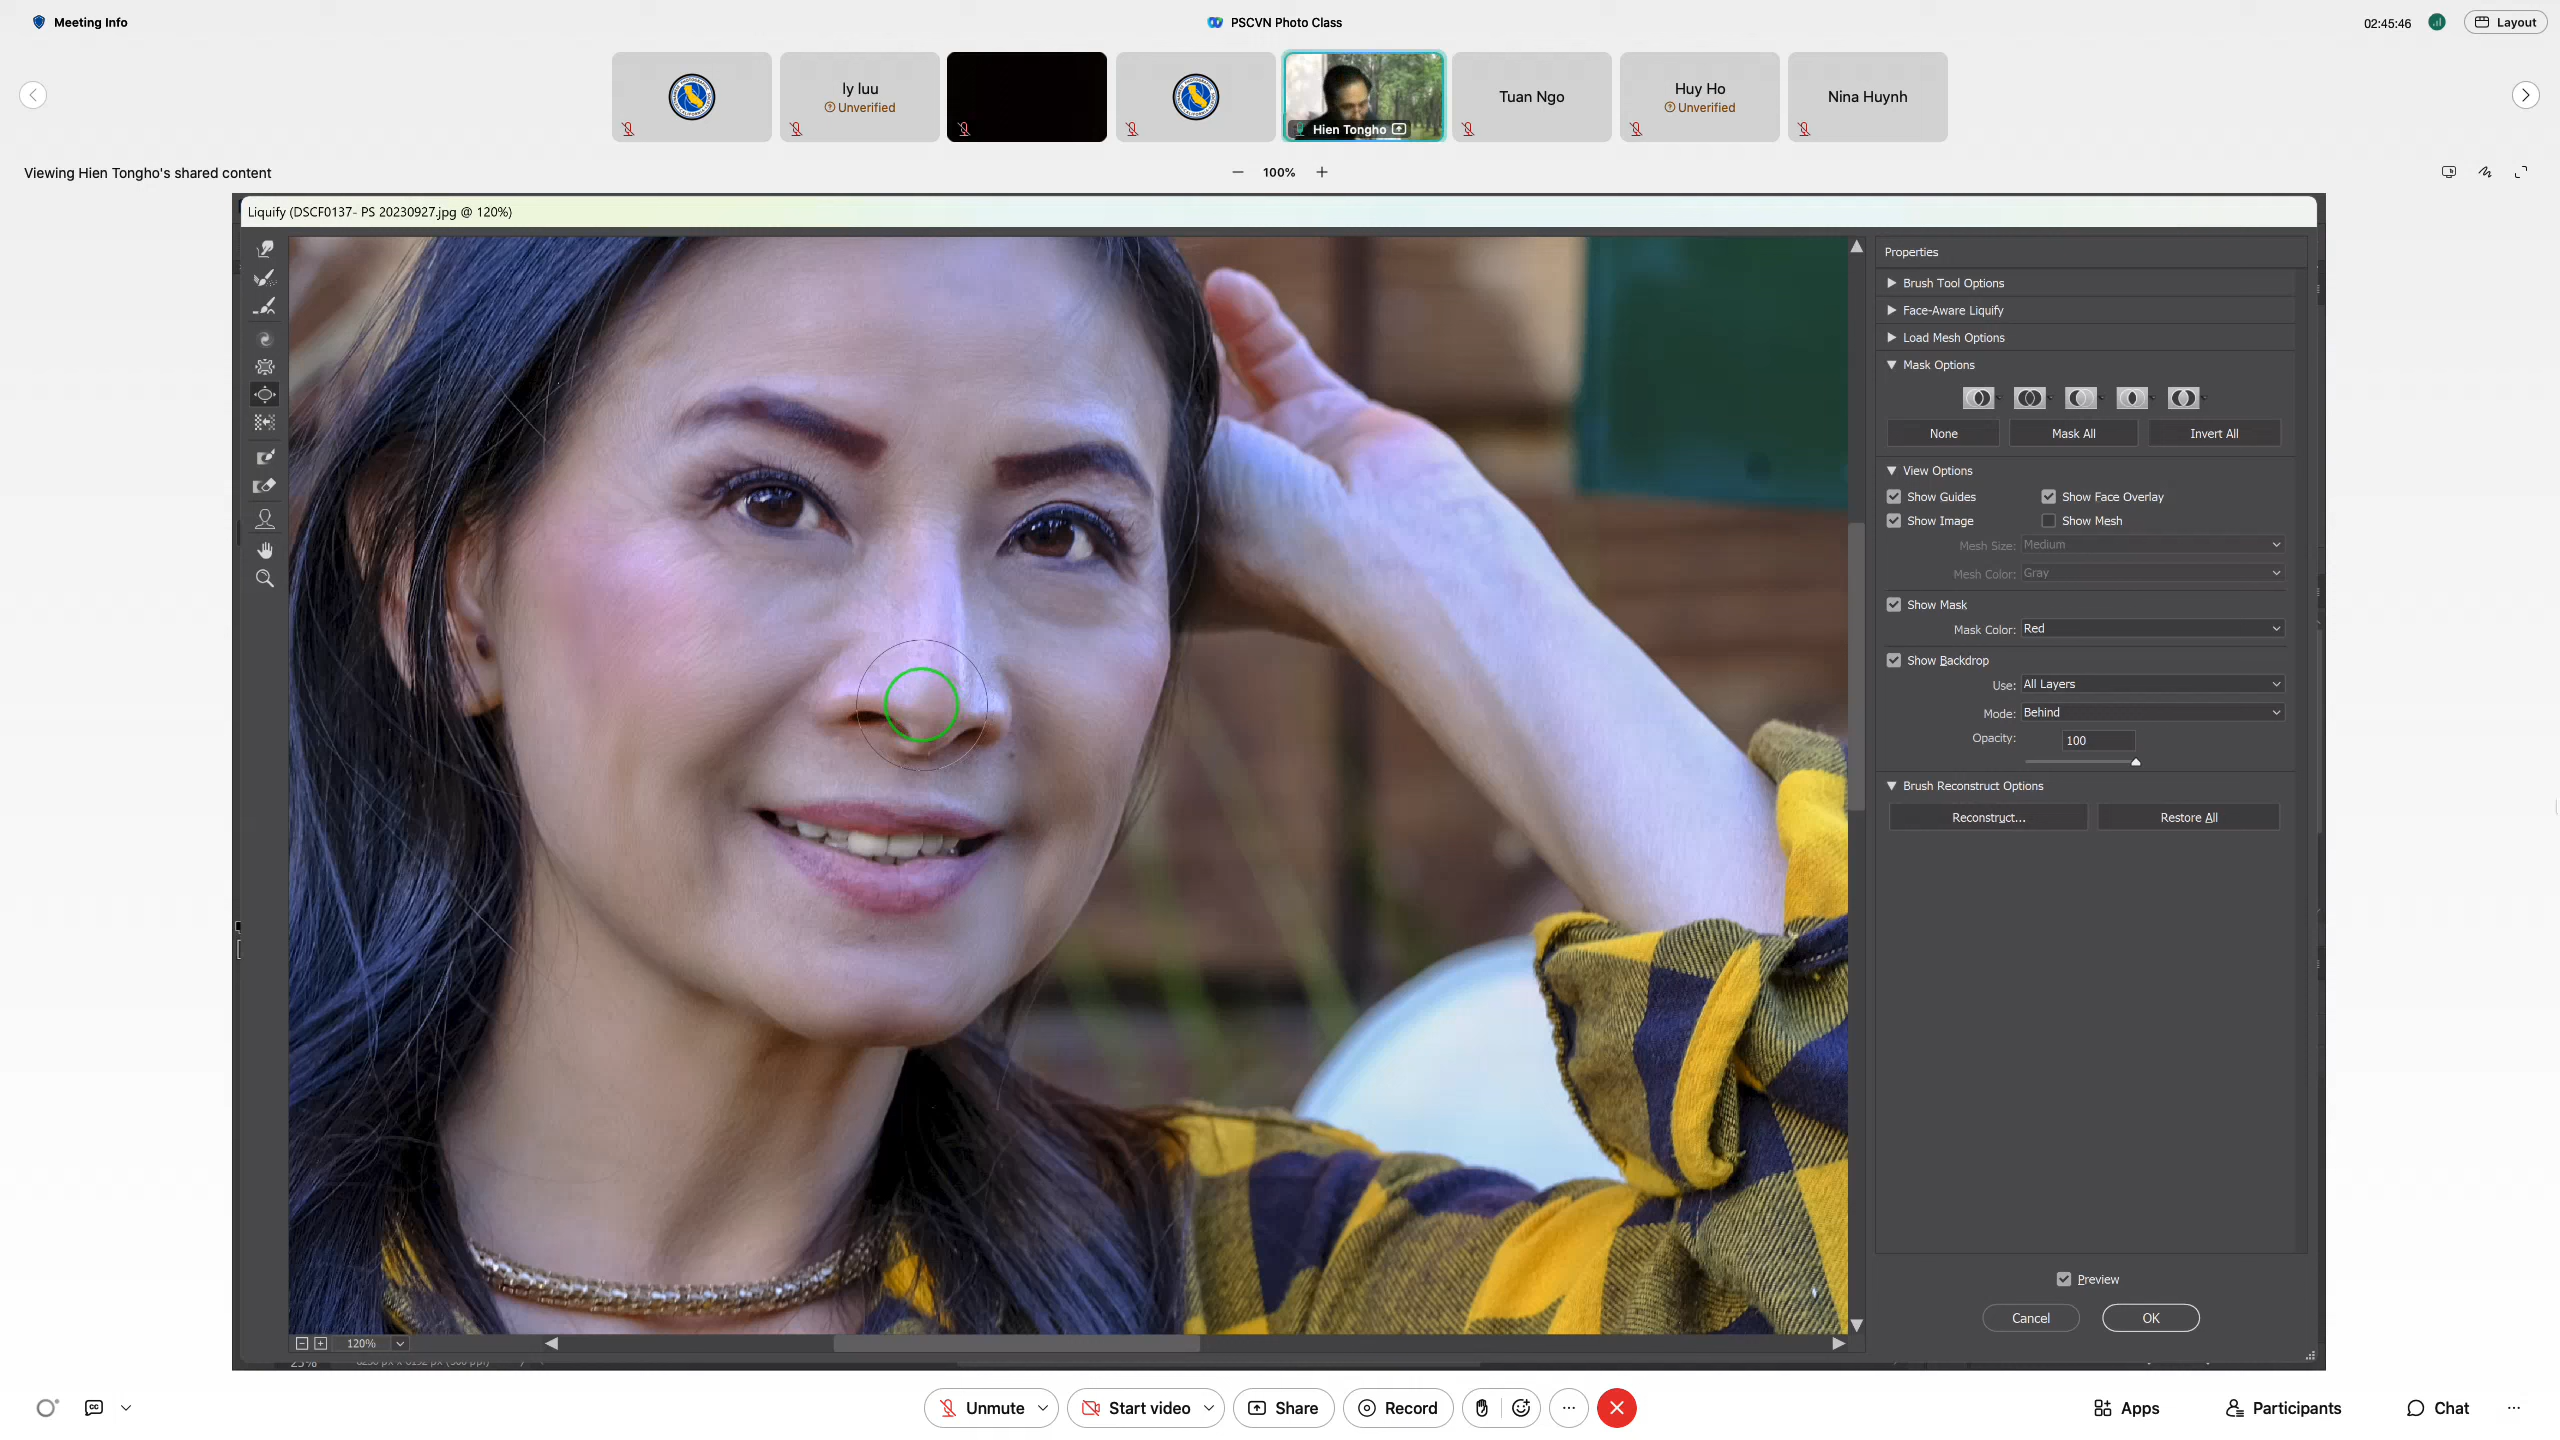 Meeting Info
PSCVN Photo Class
02:45:46
Layout
ly luu
Unverified
Hien Tongho
Tuan Ngo
Huy Ho
Unverified
Nina Huynh
Viewing Hien Tongho's shared content
100%
Liquify (DSCF0137- PS 20230927.jpg @ 120%)
Properties
Brush Tool Options
Face-Aware Liquify
Load Mesh Options
Mask Options
None
Mask All
Invert All
View Options
Show Guides
Show Face Overlay
Show Image
Show Mesh
Mesh Size: Medium
Mesh Color: Gray
Show Mask
Mask Color: Red
Show Backdrop
Use: All Layers
Mode: Behind
Opacity: 100
Brush Reconstruct Options
Reconstruct...
Restore All
Preview
Cancel
OK
120%
Unmute
Start video
Share
Record
Apps
Participants
Chat